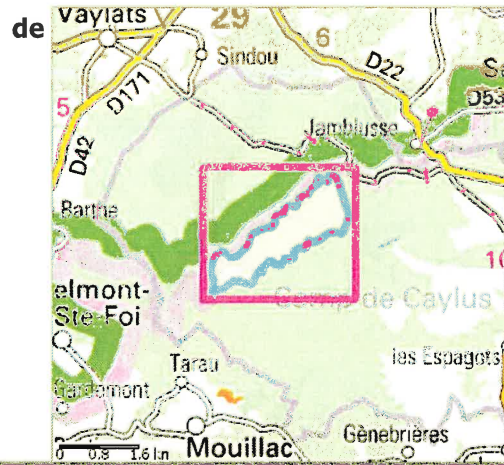 de
Vaylats
29
Sindou
6
D22
D171
D53
5
D42
Jamblusse
Barthe
10
Camp de Caylus
elmont-
Ste-Foi
les Espagots
Tarau
Gardemont
Mouillac
Gènebrières
0 0.8 1.6 km